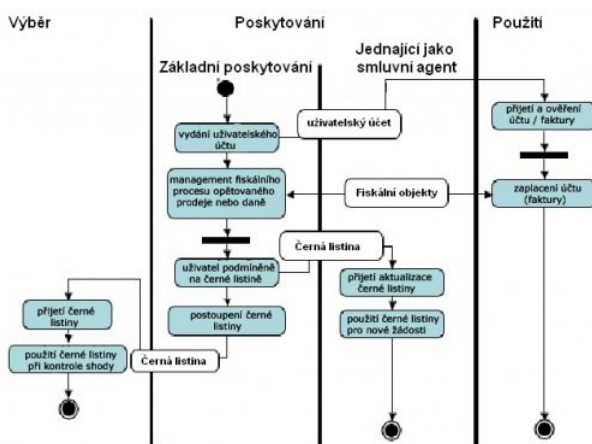 Výběr
Poskytování
Použití
Základní poskytování
Jednající jako
smluvní agent
vydání uživatelského
účtu
uživatelský účet
přijetí a ověření
účtu / faktury
management fiskálního
procesu opětovaného
prodeje nebo daně
Fiskální objekty
zaplacení účtu
(faktury)
Černá listina
uživatel podmíněně
na černé listině
přijetí aktualizace
černé listiny
přijetí černé
listiny
postoupení černé
listiny
použití černé listiny
pro nové žádosti
použití černé listiny
při kontrole shody
Černá listina